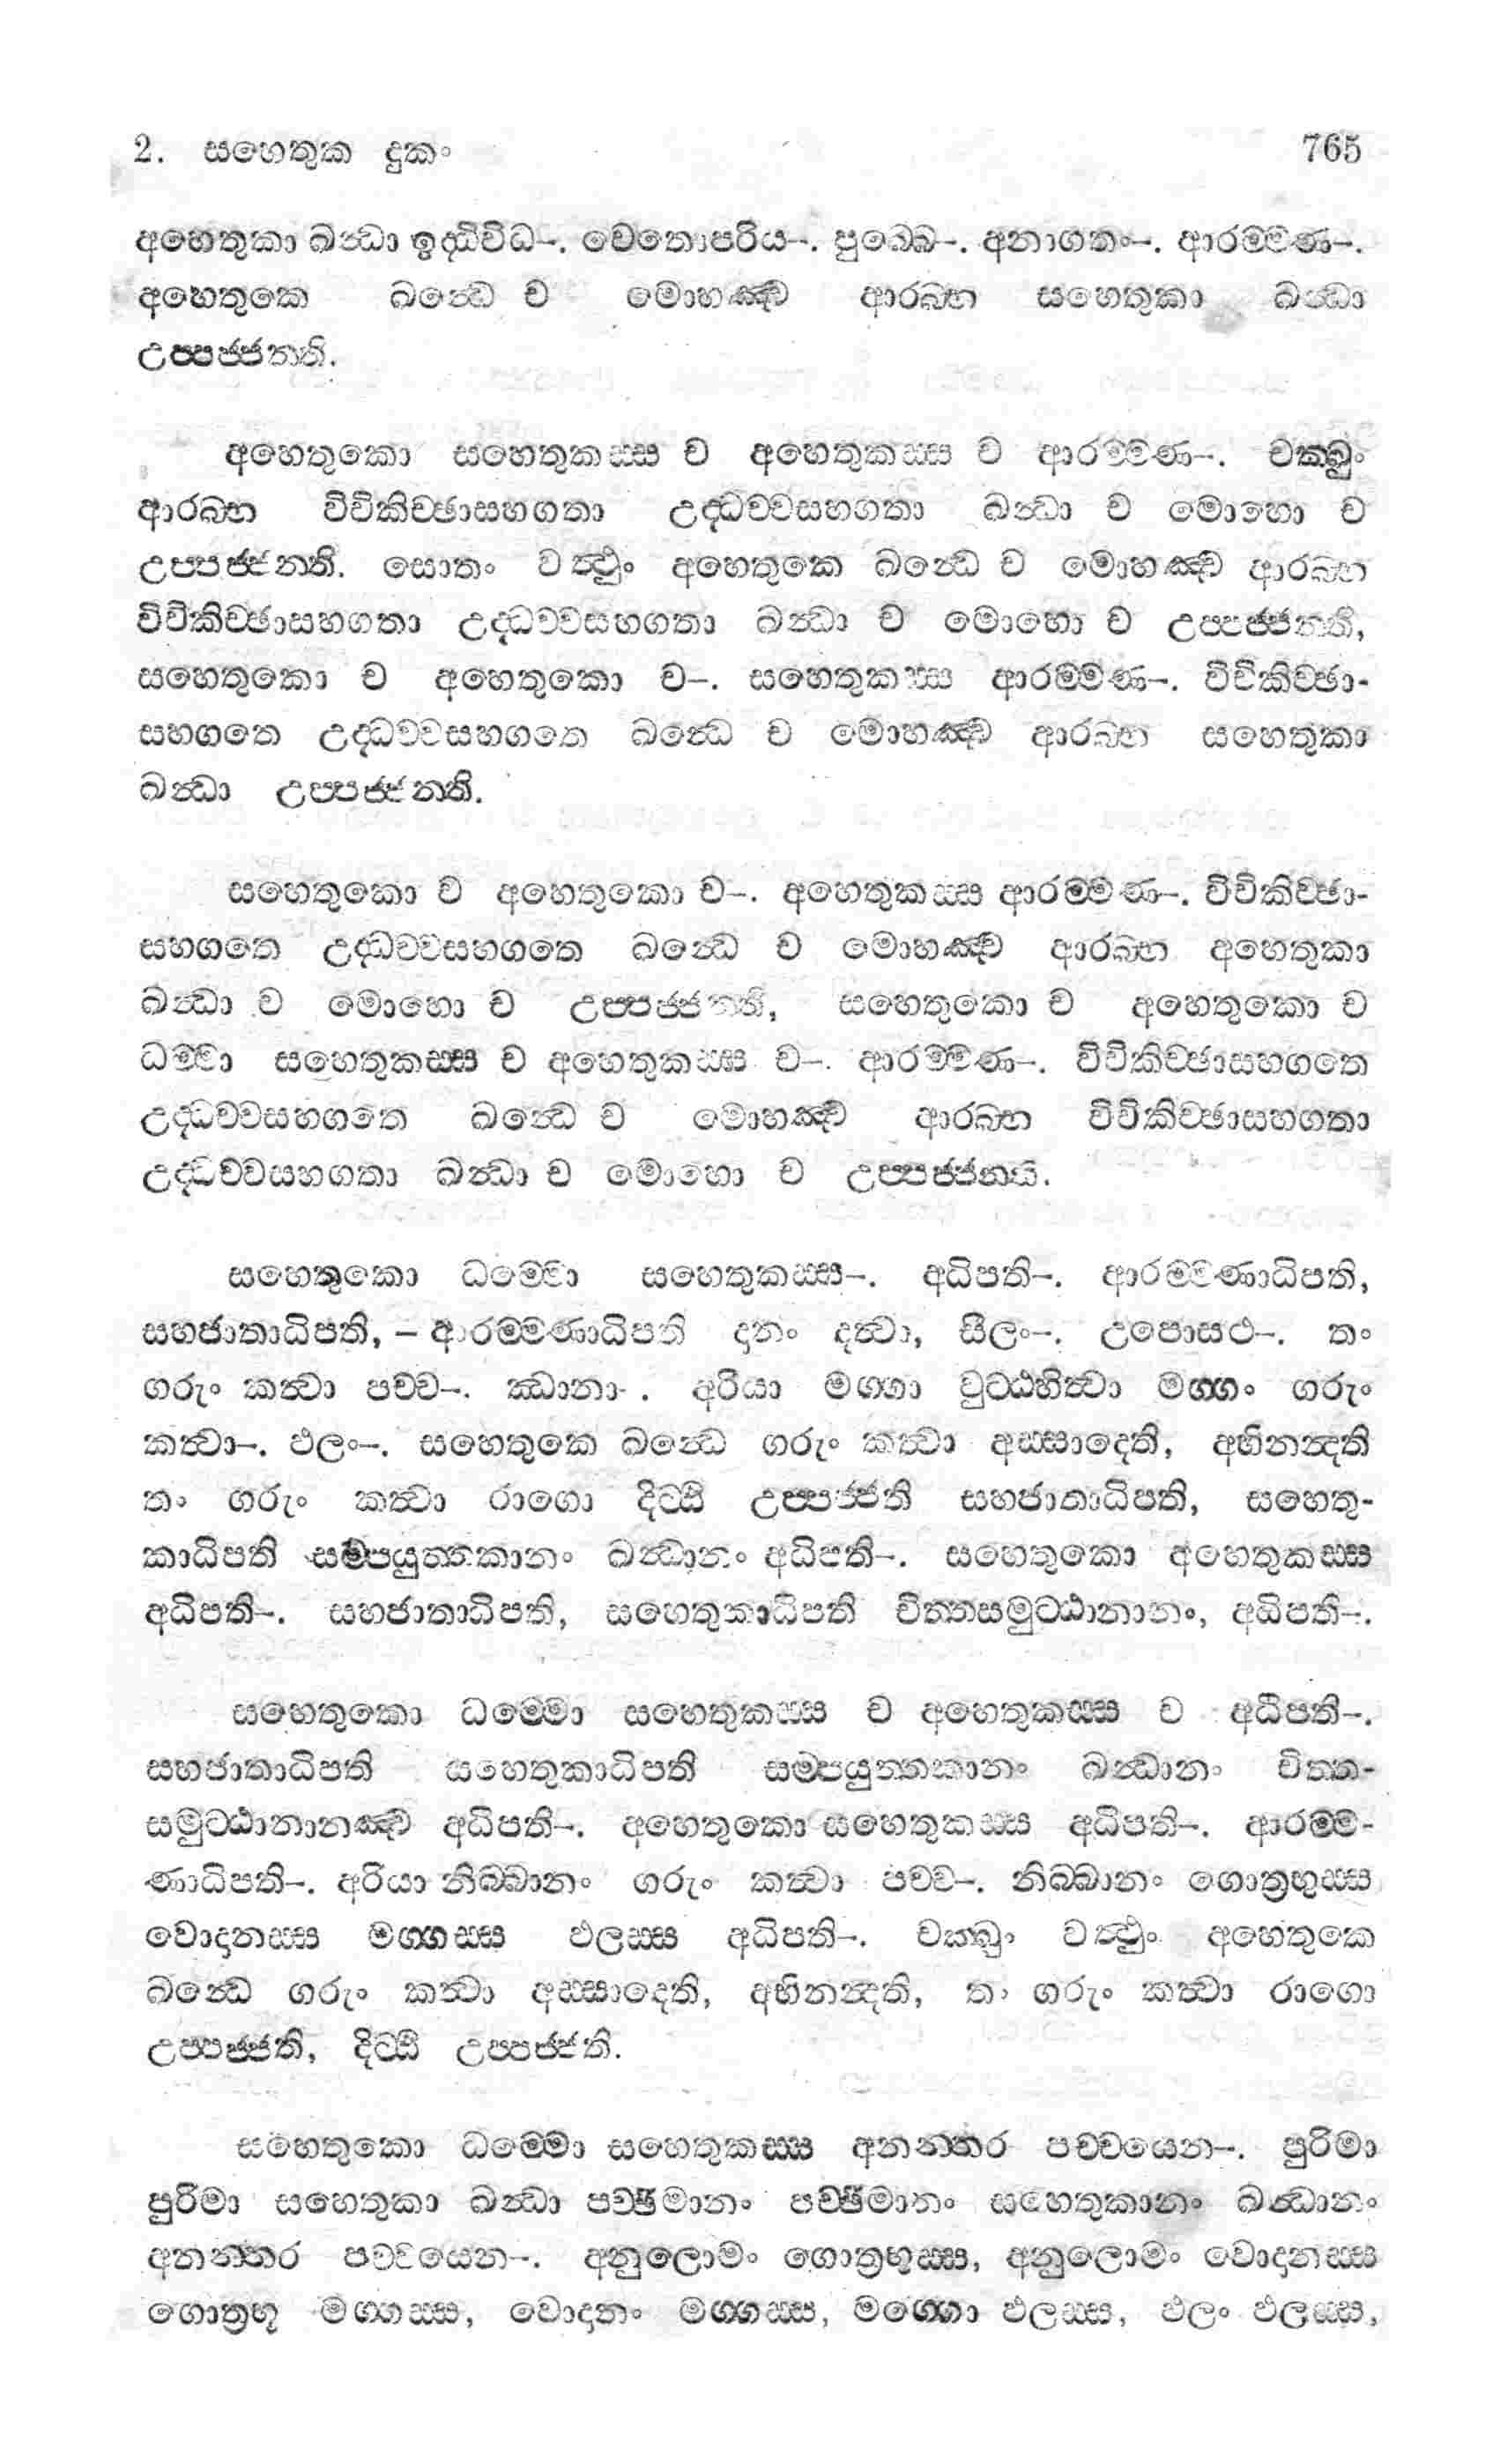 2. සහෙතුක දුකං 765
අහෙතුකා ඛන්ධා ඉද්ධිවිධ–. චෙතොපරිය–. පුබ්බෙ–. අනාගතං–. ආරම්මණ–.
අහෙතුකෙ ඛන්ධෙ ච මොහඤ්ච ආරබ්භ සහෙතුකා ඛන්ධා
උප්පජ්ජන්ති.
අහෙතුකො සහෙතුකස්ස ච අහෙතුකස්ස ච ආරම්මණ–. චක්ඛුං
ආරබ්භ විචිකිච්ඡාසහගතා උද්ධච්චසහගතා ඛන්ධා ච මොහො ච
උප්පජ්ජන්ති. සොතං වත්ථුං අහෙතුකෙ ඛන්ධෙ ච මොහඤ්ච ආරබ්භ
විචිකිච්ඡාසහගතා උද්ධච්චසහගතා ඛන්ධා ච මොහො ච උප්පජ්ජන්ති,
සහෙතුකො ච අහෙතුකො ච–. සහෙතුකස්ස ආරම්මණ–. විචිකිච්ඡා-
සහගතෙ උද්ධච්චසහගතෙ ඛන්ධෙ ච මොහඤ්ච ආරබ්භ සහෙතුකා
ඛන්ධා උප්පජ්ජන්ති.
සහෙතුකො ච අහෙතුකො ච–. අහෙතුකස්ස ආරම්මණ–. විචිකිච්ඡා-
සහගතෙ උද්ධච්චසහගතෙ ඛන්ධෙ ච මොහඤ්ච ආරබ්භ අහෙතුකා
ඛන්ධා ච මොහො ච උප්පජ්ජන්ති, සහෙතුකො ච අහෙතුකො ච
ධම්මා සහෙතුකස්ස ච අහෙතුකස්ස ච–. ආරම්මණ–. විචිකිච්ඡාසහගතෙ
උද්ධච්චසහගතෙ ඛන්ධෙ ච මොහඤ්ච ආරබ්භ විචිකිච්ඡාසහගතා
උද්ධච්චසහගතා ඛන්ධා ච මොහො ච උප්පජ්ජන්ති.
සහෙතුකො ධම්මො සහෙතුකස්ස–. අධිපති–. ආරම්මණාධිපති,
සහජාතාධිපති, – ආරම්මණාධිපති දානං දත්වා, සීලං–. උපොසථ–. තං
ගරුං කත්වා පච්ච–. ඣානා–. අරියා මග්ගා වුට්ඨහිත්වා මග්ගං ගරුං
කත්වා–. ඵලං–. සහෙතුකෙ ඛන්ධෙ ගරුං කත්වා අස්සාදෙති, අභිනන්දති
තං ගරුං කත්වා රාගො දිට්ඨි උප්පජ්ජති සහජාතාධිපති, සහෙතු-
කාධිපති සම්පයුත්තකානං ඛන්ධානං අධිපති–. සහෙතුකො අහෙතුකස්ස
අධිපති–. සහජාතාධිපති, සහෙතුකාධිපති චිත්තසමුට්ඨානානං, අධිපති–.
සහෙතුකො ධම්මො සහෙතුකස්ස ච අහෙතුකස්ස ච අධිපති–.
සහජාතාධිපති සහෙතුකාධිපති සම්පයුත්තකානං ඛන්ධානං චිත්ත-
සමුට්ඨානානඤ්ච අධිපති–. අහෙතුකො සහෙතුකස්ස අධිපති–. ආරම්ම-
ණාධිපති–. අරියා නිබ්බානං ගරුං කත්වා පච්ච–. නිබ්බානං ගොත්‍රභුස්ස
වොදානස්ස මග්ගස්ස ඵලස්ස අධිපති–. චක්ඛුං වත්ථුං අහෙතුකෙ
ඛන්ධෙ ගරුං කත්වා අස්සාදෙති, අභිනන්දති, තං ගරුං කත්වා රාගො
උප්පජ්ජති, දිට්ඨි උප්පජ්ජති.
සහෙතුකො ධම්මො සහෙතුකස්ස අනන්තර පච්චයෙන–. පුරිමා
පුරිමා සහෙතුකා ඛන්ධා පච්ඡිමානං පච්ඡිමානං සහෙතුකානං ඛන්ධානං
අනන්තර පච්චයෙන–. අනුලොමං ගොත්‍රභුස්ස, අනුලොමං වොදානස්ස
ගොත්‍රභූ මග්ගස්ස, වොදානං මග්ගස්ස, මග්ගො ඵලස්ස, ඵලං ඵලස්ස,